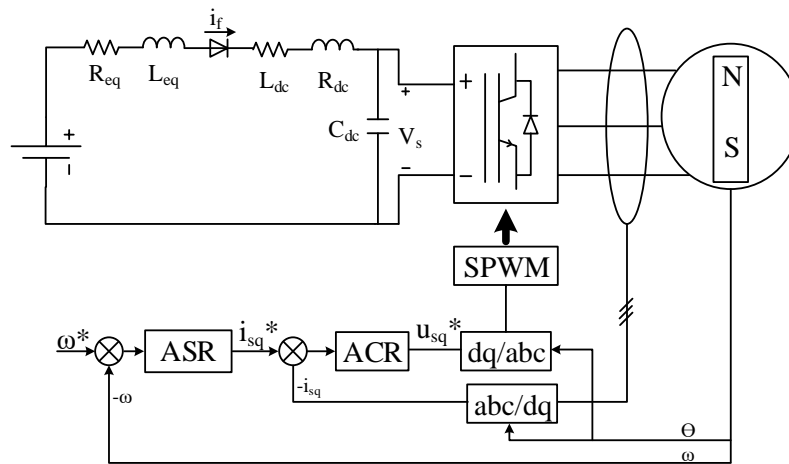 i_f
R_eq L_eq L_dc R_dc
+
−
C_dc
+
V_s
−
+
−
N
S
SPWM
ω* ASR i_sq* ACR u_sq* dq/abc
-ω -i_sq abc/dq
Θ
ω